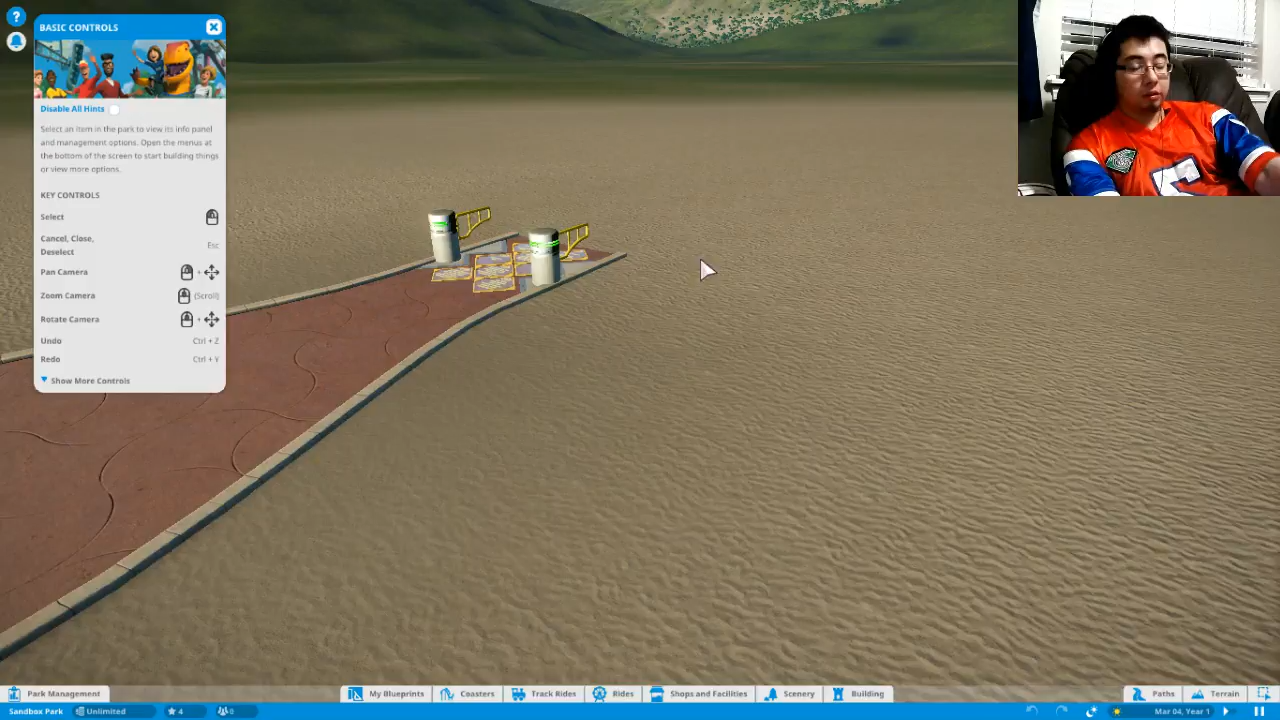 ?
BASIC CONTROLS
Disable All Hints
Select an item in the park to view its info panel
and management options. Open the menus at
the bottom of the screen to start building things
or view more options.
KEY CONTROLS
Select
Cancel, Close,
Deselect
Esc
Pan Camera
+
Zoom Camera
(Scroll)
Rotate Camera
+
Undo
Ctrl + Z
Redo
Ctrl + Y
Show More Controls
5
Park Management
My Blueprints
Coasters
Track Rides
Rides
Shops and Facilities
Scenery
Building
Paths
Terrain
Sandbox Park
Unlimited
4
0
Mar 04, Year 1